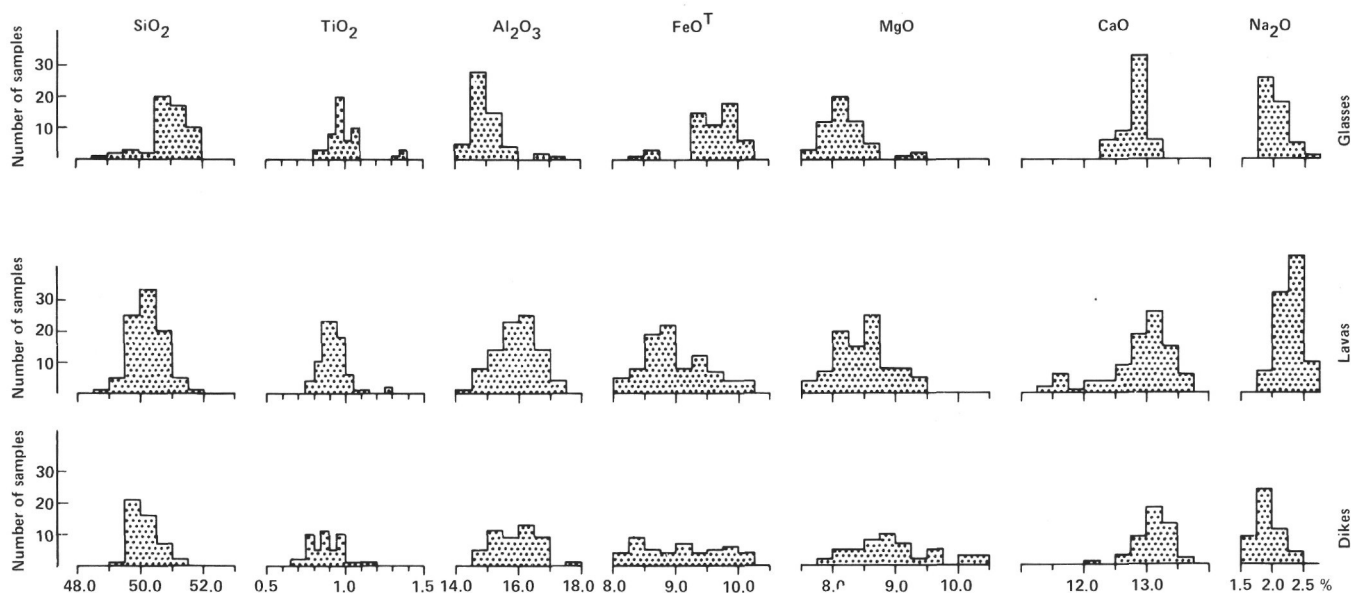 SiO2 TiO2 Al2O3 FeO^T MgO CaO Na2O
Number of samples
30
20
10
Glasses
Number of samples
30
20
10
Lavas
Number of samples
30
20
10
Dikes
48.0 50.0 52.0 0.5 1.0 1.5 14.0 16.0 18.0 8.0 9.0 10.0 8.0 9.0 10.0 12.0 13.0 1.5 2.0 2.5 %